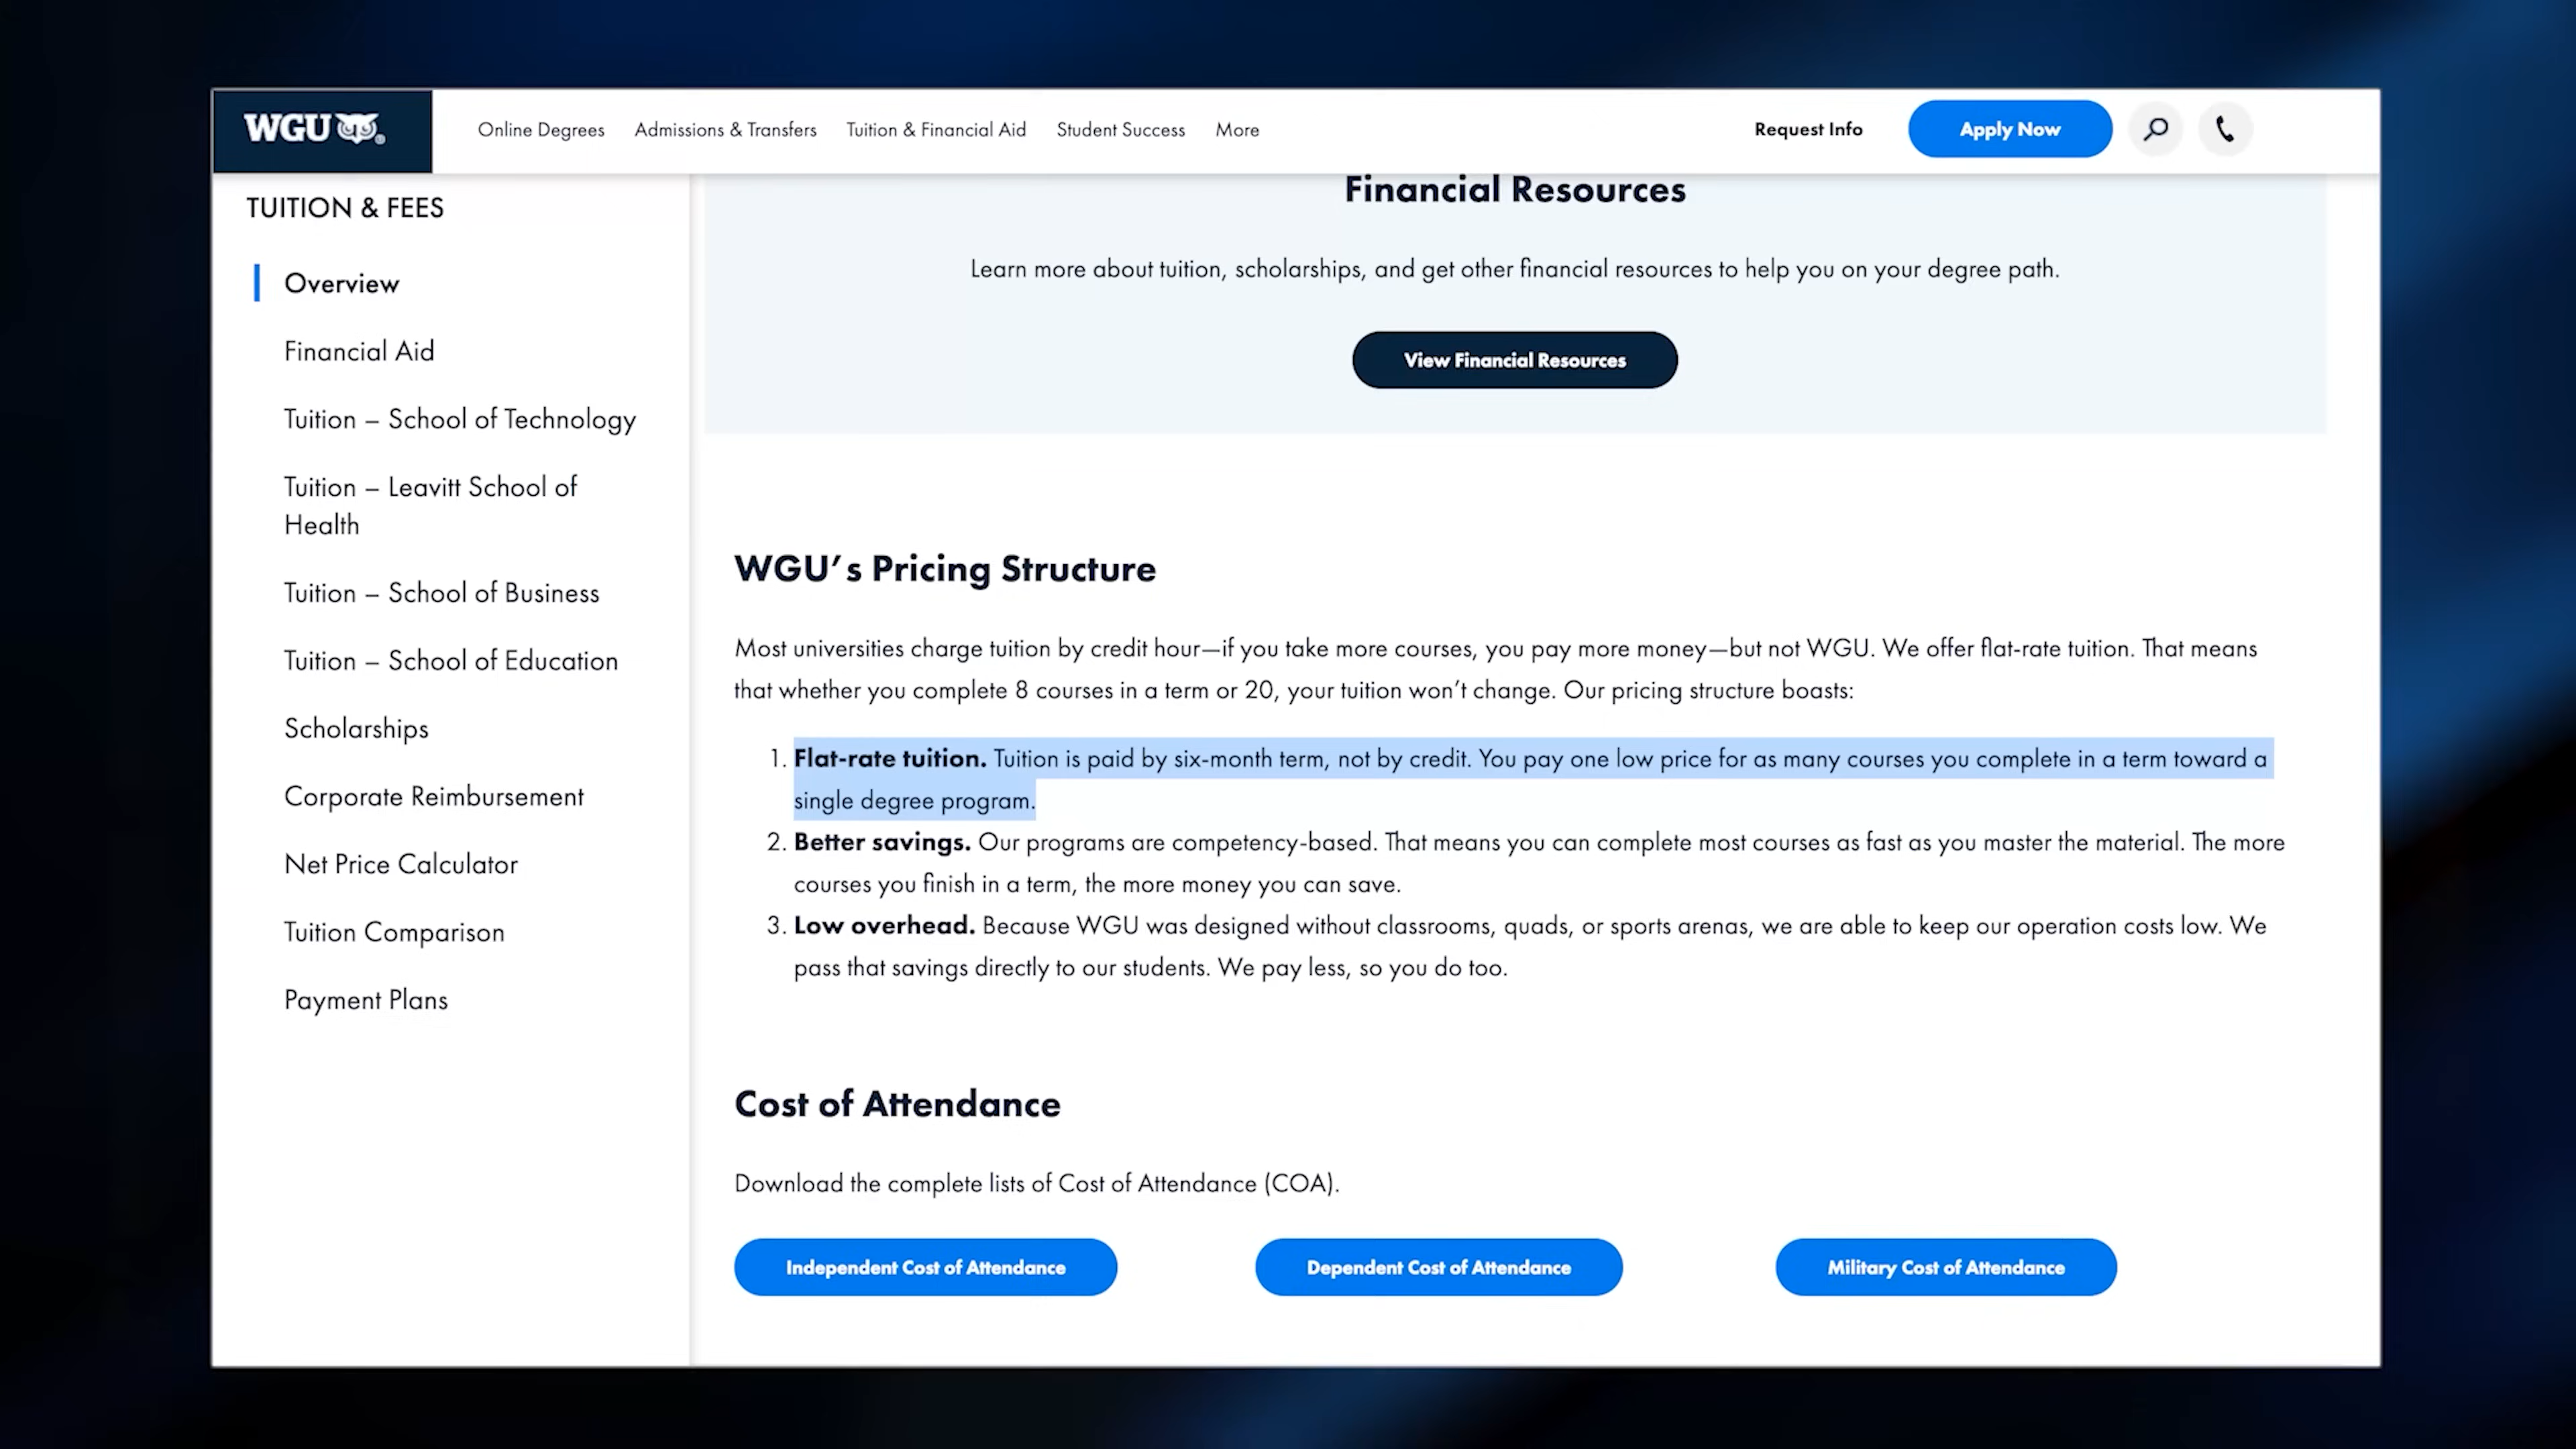 WGU
Online Degrees
Admissions & Transfers
Tuition & Financial Aid
Student Success
More
Request Info
Apply Now
TUITION & FEES
Overview
Financial Aid
Tuition – School of Technology
Tuition – Leavitt School of
Health
Tuition – School of Business
Tuition – School of Education
Scholarships
Corporate Reimbursement
Net Price Calculator
Tuition Comparison
Payment Plans
Financial Resources
Learn more about tuition, scholarships, and get other financial resources to help you on your degree path.
View Financial Resources
WGU's Pricing Structure
Most universities charge tuition by credit hour—if you take more courses, you pay more money—but not WGU. We offer flat-rate tuition. That means
that whether you complete 8 courses in a term or 20, your tuition won't change. Our pricing structure boasts:
1. Flat-rate tuition. Tuition is paid by six-month term, not by credit. You pay one low price for as many courses you complete in a term toward a
single degree program.
2. Better savings. Our programs are competency-based. That means you can complete most courses as fast as you master the material. The more
courses you finish in a term, the more money you can save.
3. Low overhead. Because WGU was designed without classrooms, quads, or sports arenas, we are able to keep our operation costs low. We
pass that savings directly to our students. We pay less, so you do too.
Cost of Attendance
Download the complete lists of Cost of Attendance (COA).
Independent Cost of Attendance
Dependent Cost of Attendance
Military Cost of Attendance